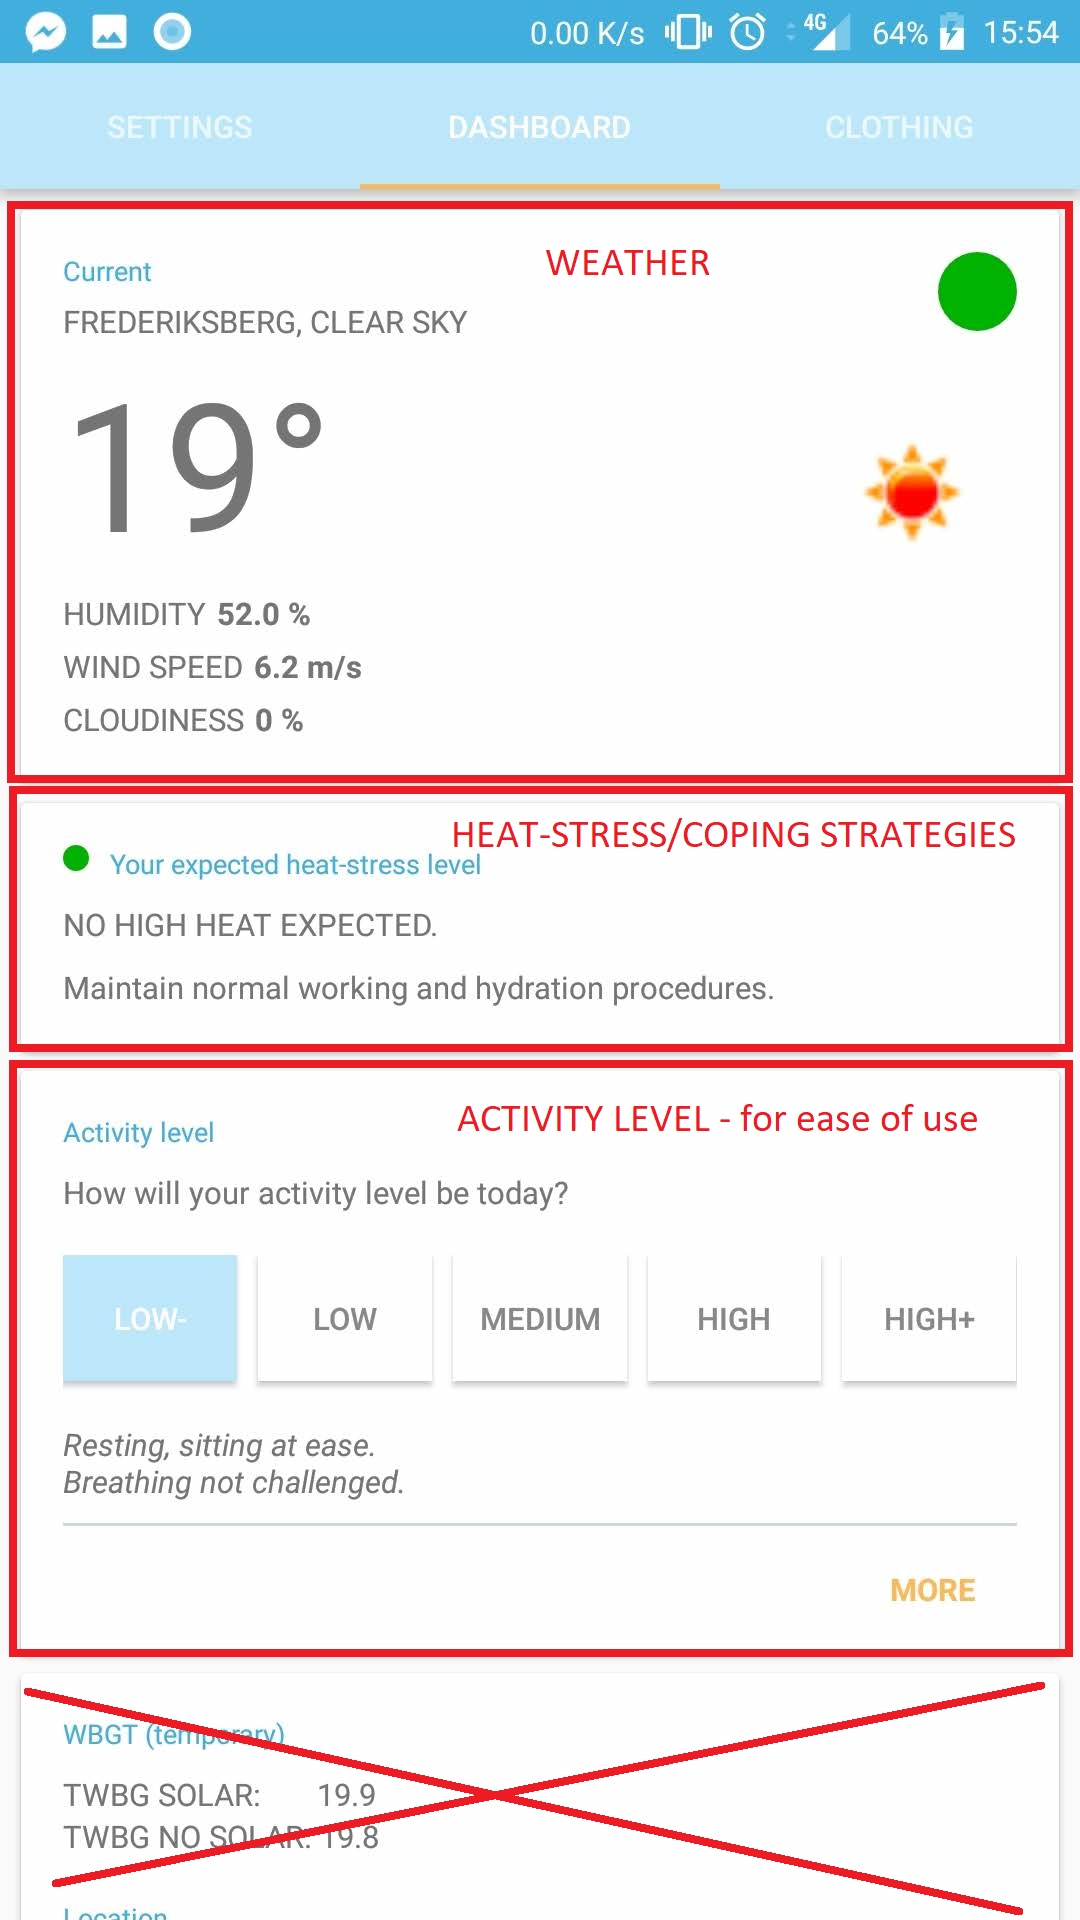 0.00 K/s 4G 64% 15:54
SETTINGS DASHBOARD CLOTHING
WEATHER
Current
FREDERIKSBERG, CLEAR SKY
19°
HUMIDITY 52.0 %
WIND SPEED 6.2 m/s
CLOUDINESS 0 %
HEAT-STRESS/COPING STRATEGIES
Your expected heat-stress level
NO HIGH HEAT EXPECTED.
Maintain normal working and hydration procedures.
ACTIVITY LEVEL - for ease of use
Activity level
How will your activity level be today?
LOW- LOW MEDIUM HIGH HIGH+
Resting, sitting at ease.
Breathing not challenged.
MORE
WBGT (temporary)
TWBG SOLAR: 19.9
TWBG NO SOLAR: 19.8
Location